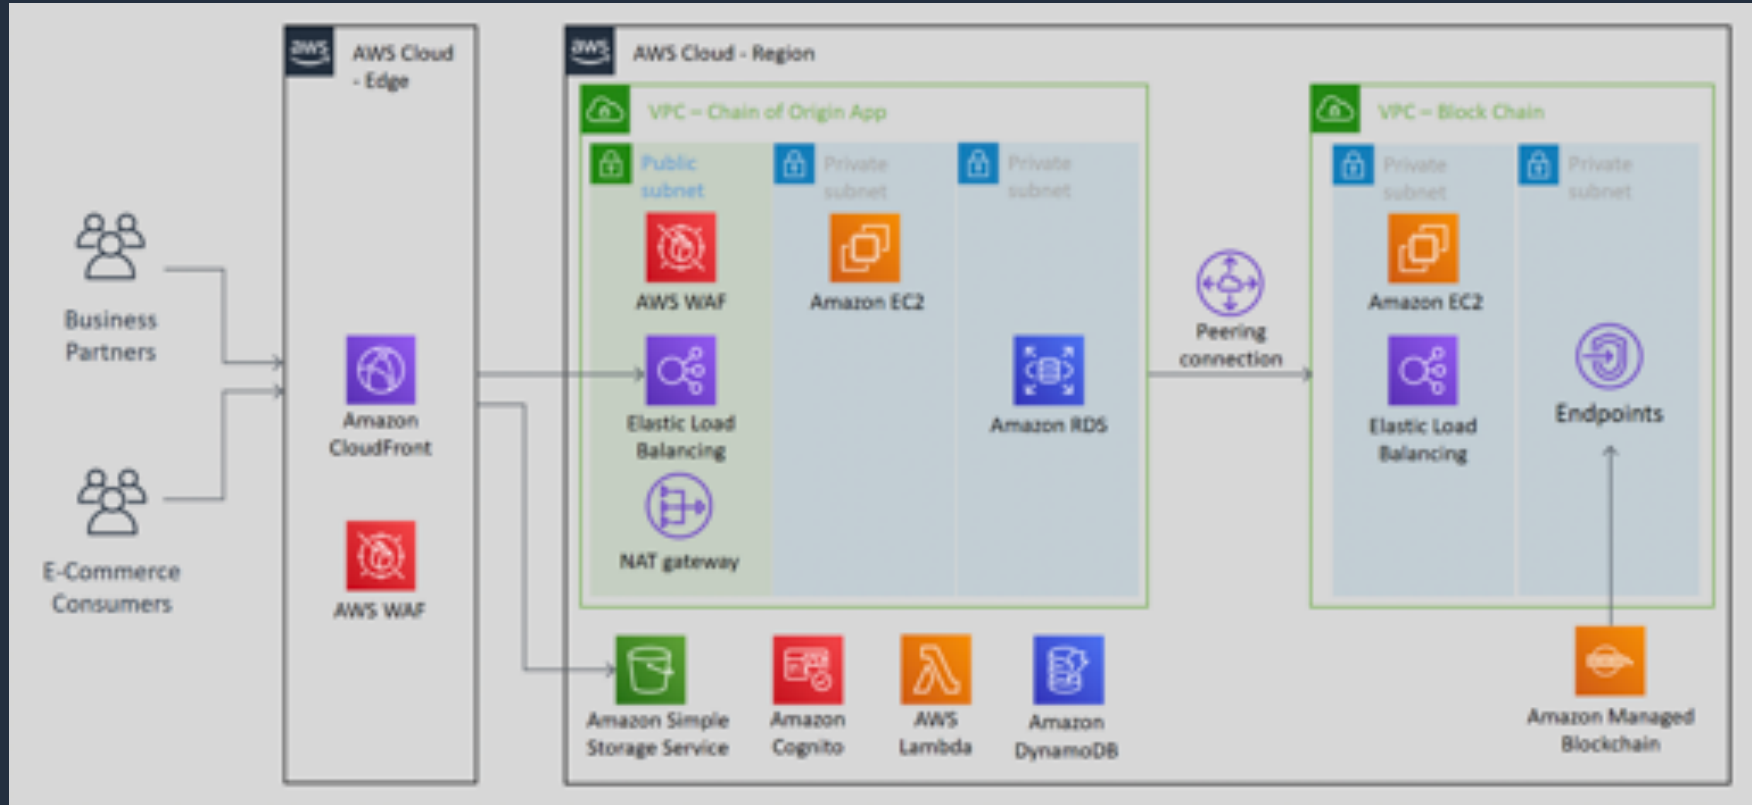 aws
AWS Cloud
- Edge
aws
AWS Cloud - Region
VPC – Chain of Origin App
VPC – Block Chain
Public
subnet
Private
subnet
Private
subnet
Private
subnet
Private
subnet
Business
Partners
E-Commerce
Consumers
Amazon
CloudFront
AWS WAF
AWS WAF
Elastic Load
Balancing
NAT gateway
Amazon EC2
Amazon RDS
Peering
connection
Amazon EC2
Elastic Load
Balancing
Endpoints
Amazon Simple
Storage Service
Amazon
Cognito
AWS
Lambda
Amazon
DynamoDB
Amazon Managed
Blockchain